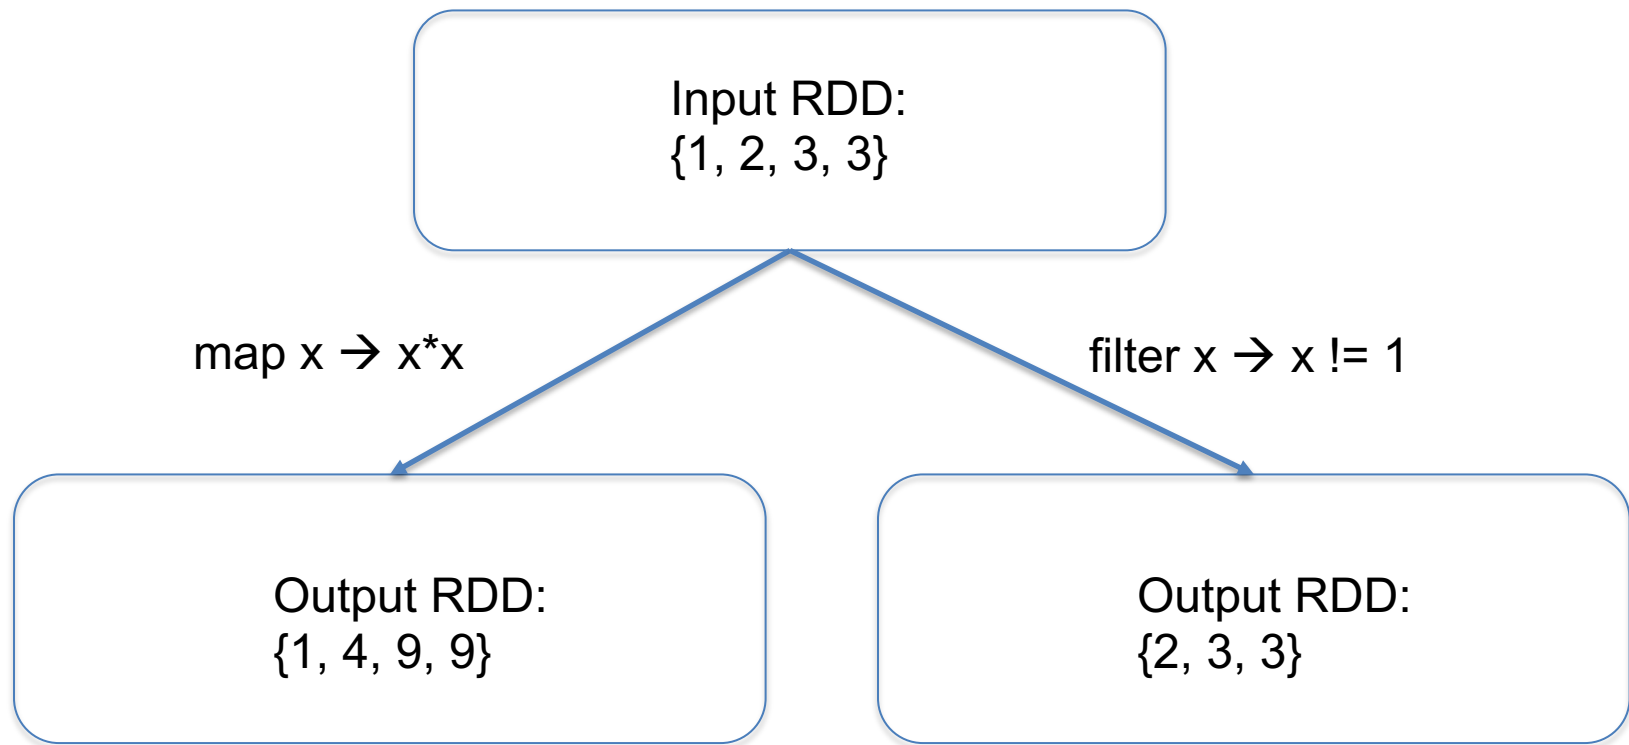 Input RDD:
{1, 2, 3, 3}
map x → x*x
filter x → x != 1
Output RDD:
{1, 4, 9, 9}
Output RDD:
{2, 3, 3}